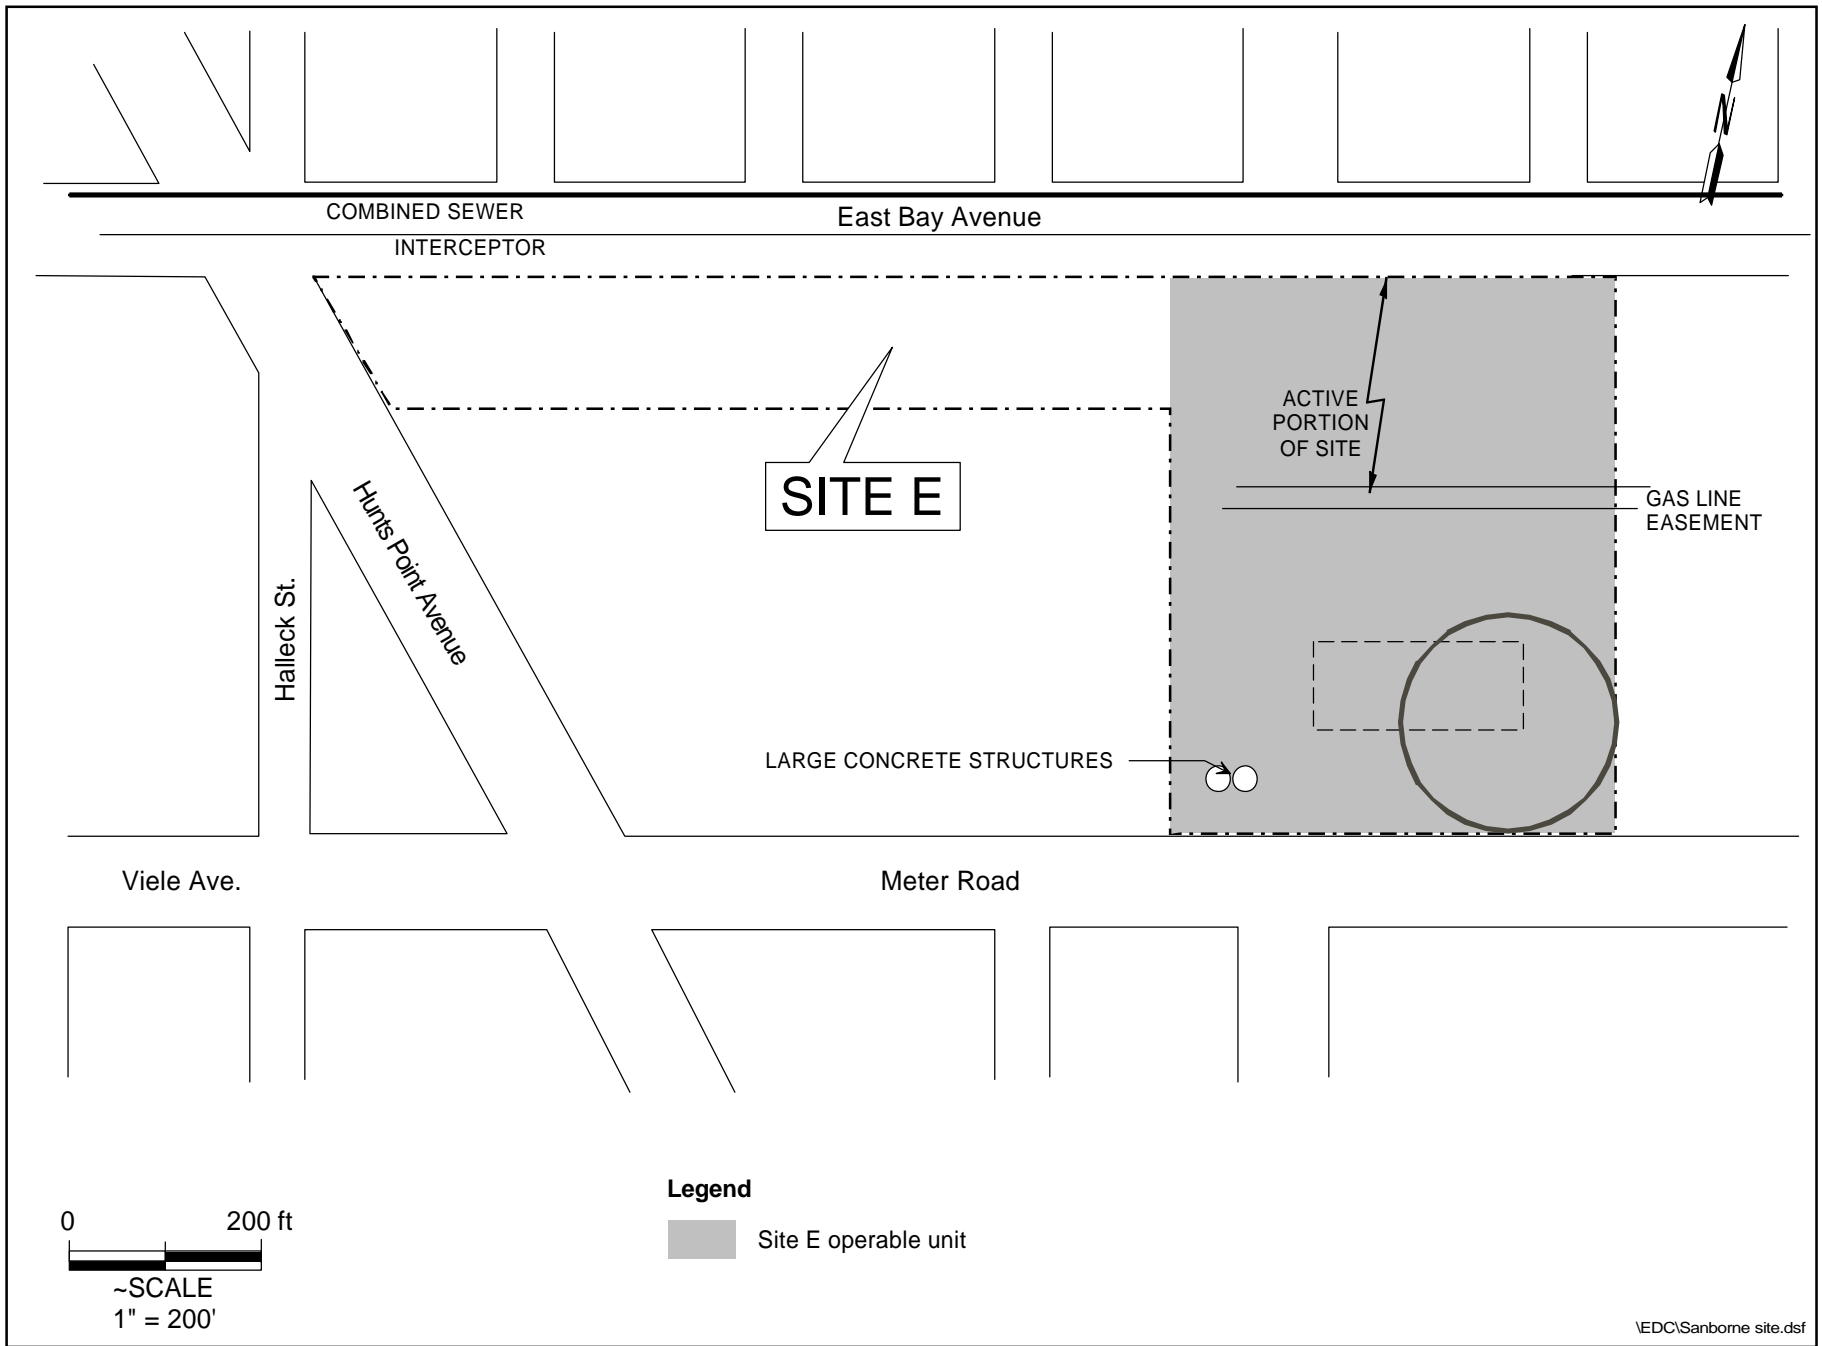 N
COMBINED SEWER
East Bay Avenue
INTERCEPTOR
ACTIVE
PORTION
OF SITE
SITE E
GAS LINE
EASEMENT
Hunts Point Avenue
Halleck St.
LARGE CONCRETE STRUCTURES
Viele Ave.
Meter Road
Legend
Site E operable unit
0 200 ft
~SCALE
1" = 200'
\EDC\Sanborne site.dsf